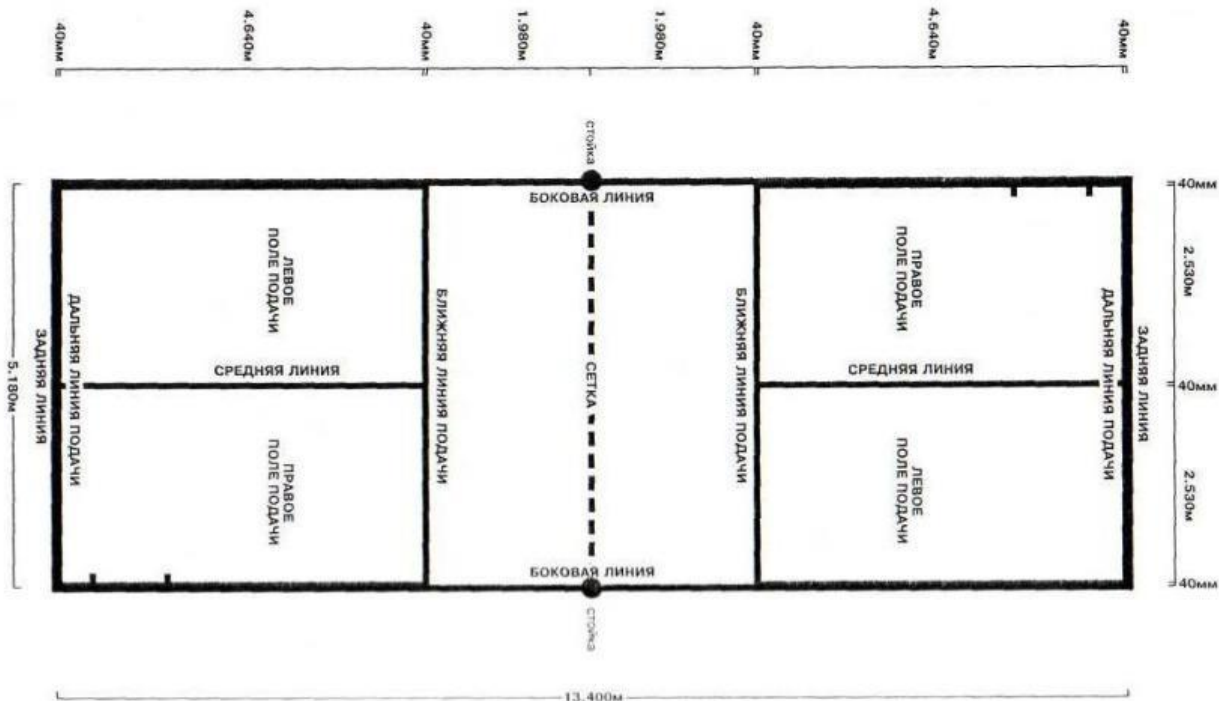 40мм
4.640м
40мм
1.980м
1.980м
40мм
4.640м
40мм
стойка
БОКОВАЯ ЛИНИЯ
40мм
2.530м
40мм
2.530м
40мм
5.180м
ЗАДНЯЯ ЛИНИЯ
ДАЛЬНЯЯ ЛИНИЯ ПОДАЧИ
ЛЕВОЕ
ПОЛЕ ПОДАЧИ
СРЕДНЯЯ ЛИНИЯ
ПРАВОЕ
ПОЛЕ ПОДАЧИ
БЛИЖНЯЯ ЛИНИЯ ПОДАЧИ
СЕТКА
БЛИЖНЯЯ ЛИНИЯ ПОДАЧИ
ПРАВОЕ
ПОЛЕ ПОДАЧИ
СРЕДНЯЯ ЛИНИЯ
ЛЕВОЕ
ПОЛЕ ПОДАЧИ
ДАЛЬНЯЯ ЛИНИЯ ПОДАЧИ
ЗАДНЯЯ ЛИНИЯ
БОКОВАЯ ЛИНИЯ
стойка
13.400м